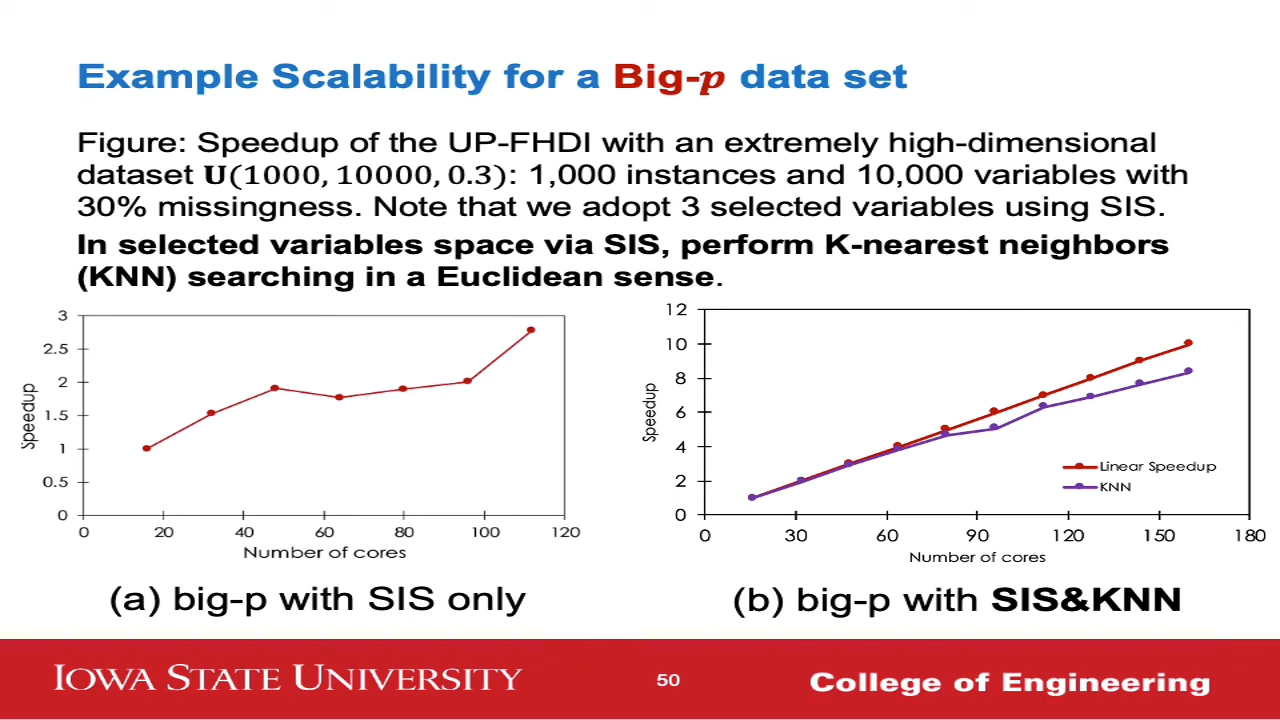 Example Scalability for a Big-𝒑 data set
Figure: Speedup of the UP-FHDI with an extremely high-dimensional
dataset 𝐔(1000, 10000, 0.3): 1,000 instances and 10,000 variables with
30% missingness. Note that we adopt 3 selected variables using SIS.
In selected variables space via SIS, perform K-nearest neighbors
(KNN) searching in a Euclidean sense.
3
2.5
2
1.5
1
0.5
0
Speedup
0 20 40 60 80 100 120
Number of cores
(a) big-p with SIS only
12
10
8
6
4
2
0
Speedup
Linear Speedup
KNN
0 30 60 90 120 150 180
Number of cores
(b) big-p with SIS&KNN
IOWA STATE UNIVERSITY
50
College of Engineering